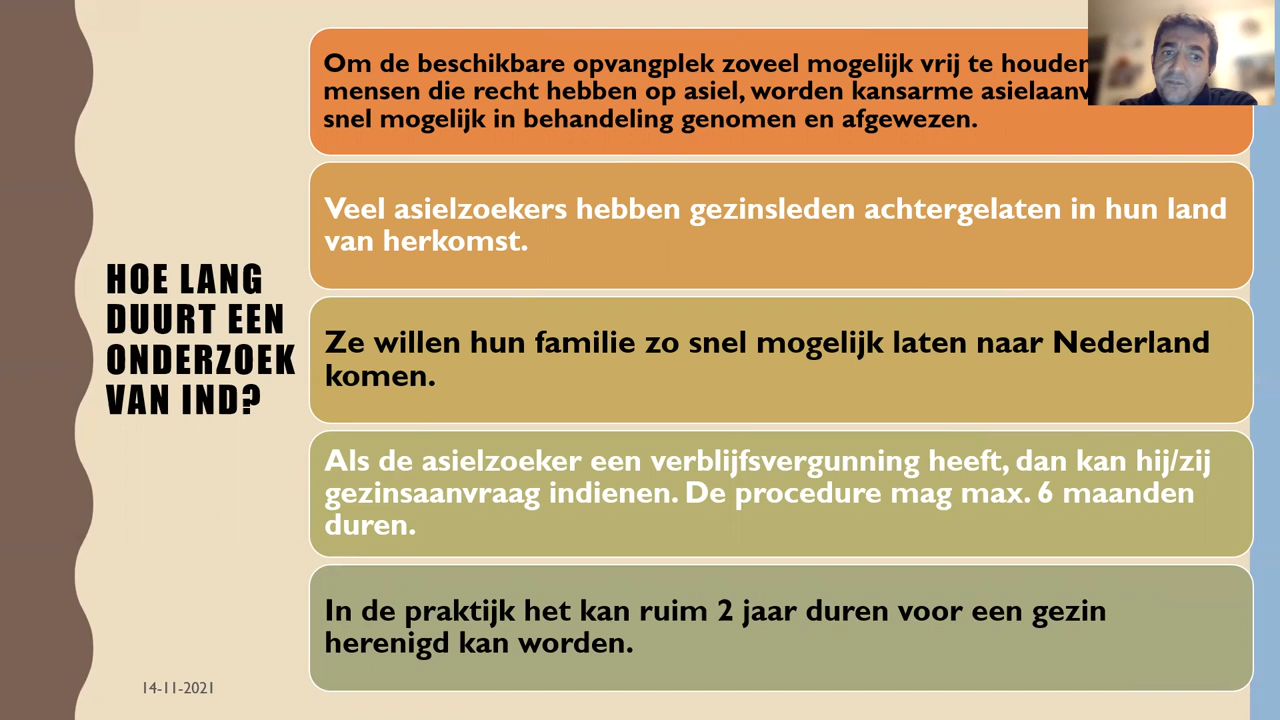 HOE LANG
DUURT EEN
ONDERZOEK
VAN IND?
Om de beschikbare opvangplek zoveel mogelijk vrij te houden
mensen die recht hebben op asiel, worden kansarme
snel mogelijk in behandeling genomen en afgewezen.
Veel asielzoekers hebben gezinsleden achtergelaten in hun land
van herkomst.
Ze willen hun familie zo snel mogelijk laten naar Nederland
komen.
Als de asielzoeker een verblijfsvergunning heeft, dan kan hij/zij
gezinsaanvraag indienen. De procedure mag max. 6 maanden
duren.
In de praktijk het kan ruim 2 jaar duren voor een gezin
herenigd kan worden.
14-11-2021